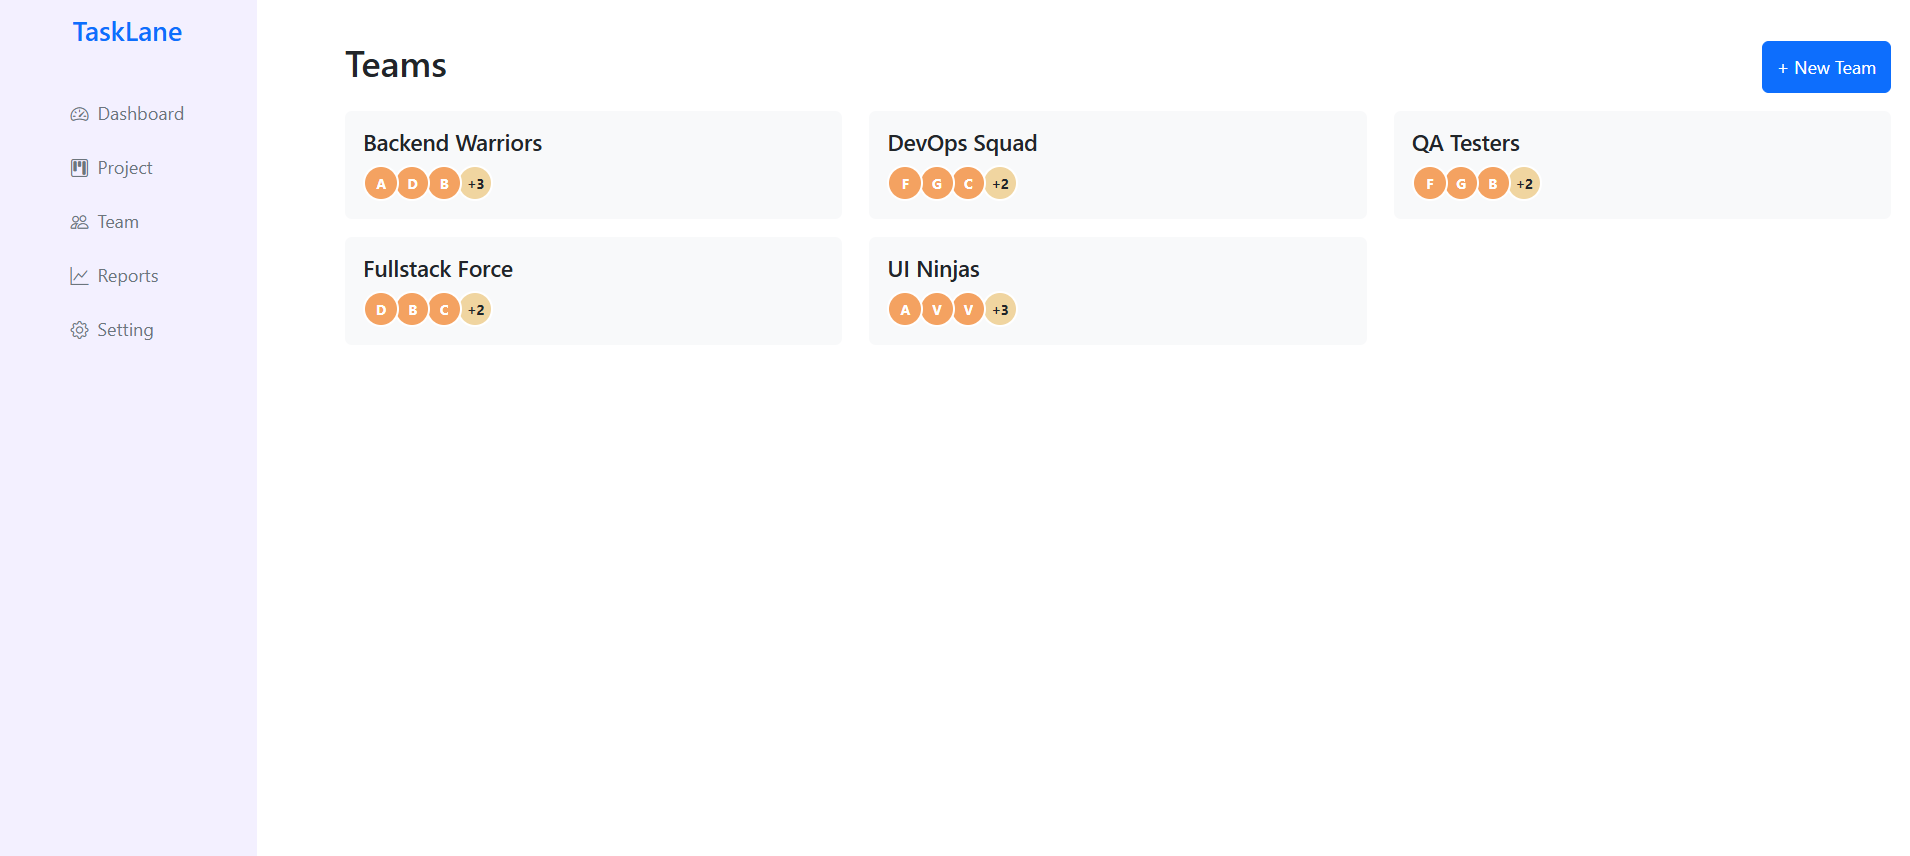 TaskLane
Dashboard
Project
Team
Reports
Setting
Teams
+ New Team
Backend Warriors
A D B +3
DevOps Squad
F G C +2
QA Testers
F G B +2
Fullstack Force
D B C +2
UI Ninjas
A V V +3